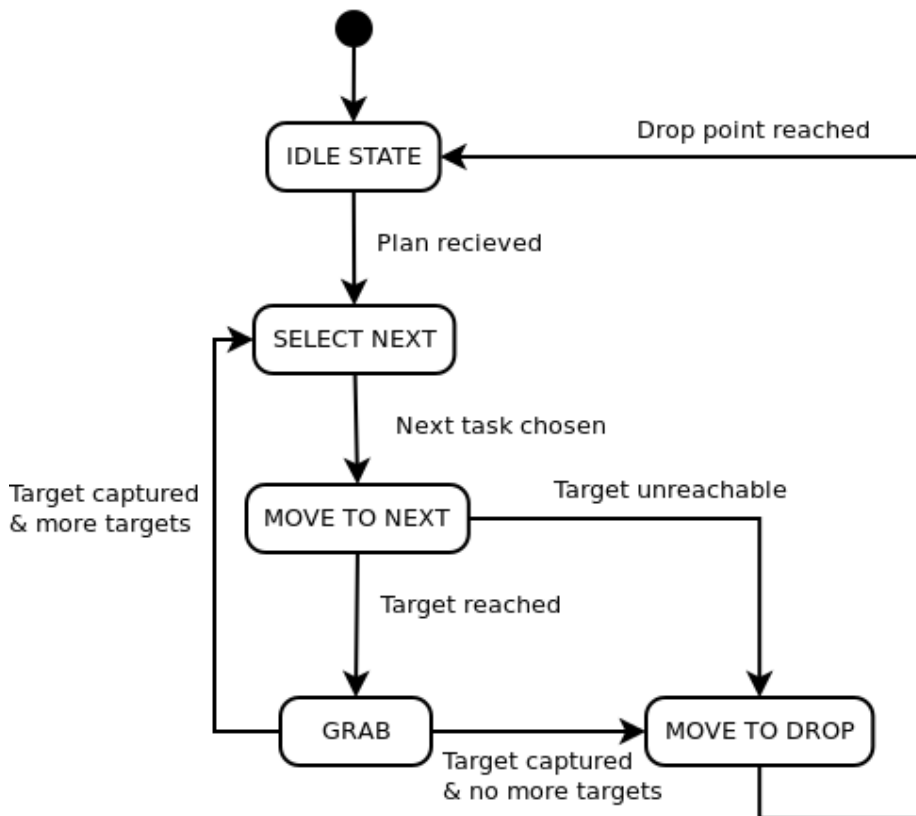 Drop point reached
IDLE STATE
Plan recieved
SELECT NEXT
Next task chosen
Target captured
& more targets
Target unreachable
MOVE TO NEXT
Target reached
GRAB
MOVE TO DROP
Target captured
& no more targets